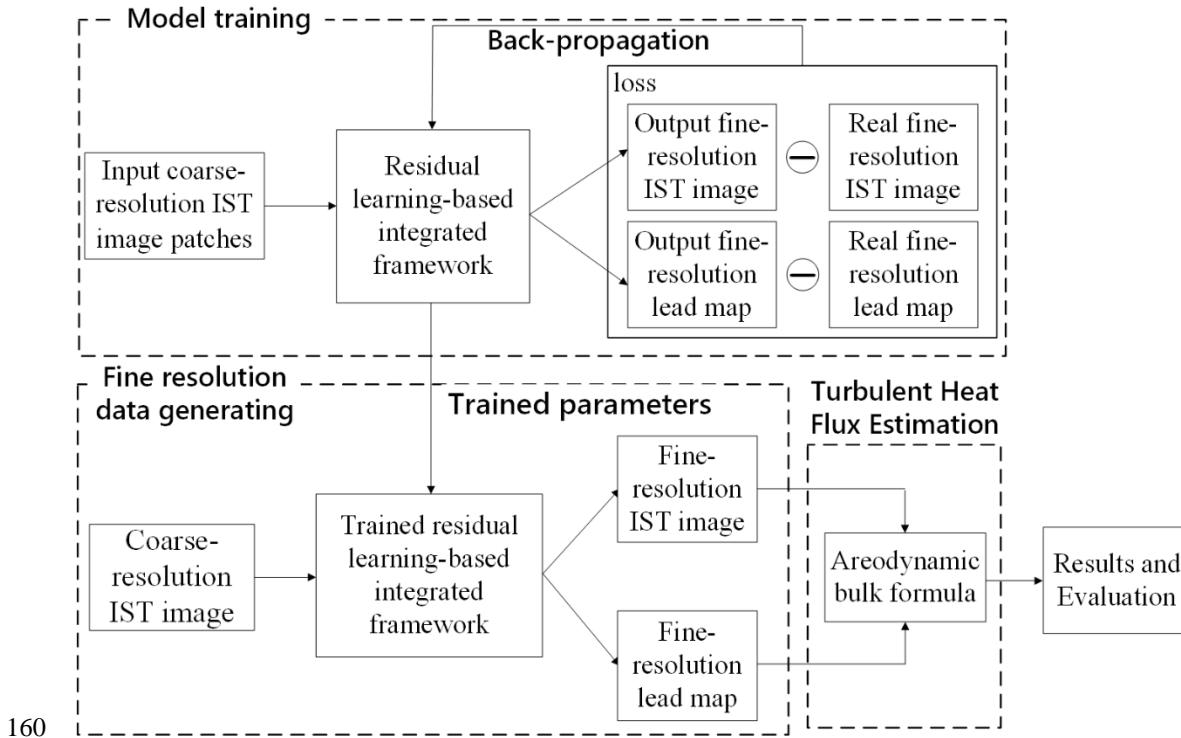 Model training
Back-propagation
loss
Input coarse-
resolution IST
image patches
Residual
learning-based
integrated
framework
Output fine-
resolution
IST image
Real fine-
resolution
IST image
Output fine-
resolution
lead map
Real fine-
resolution
lead map
Fine resolution
data generating
Trained parameters
Turbulent Heat
Flux Estimation
Coarse-
resolution
IST image
Trained residual
learning-based
integrated
framework
Fine-
resolution
IST image
Fine-
resolution
lead map
Areodynamic
bulk formula
Results and
Evaluation
160